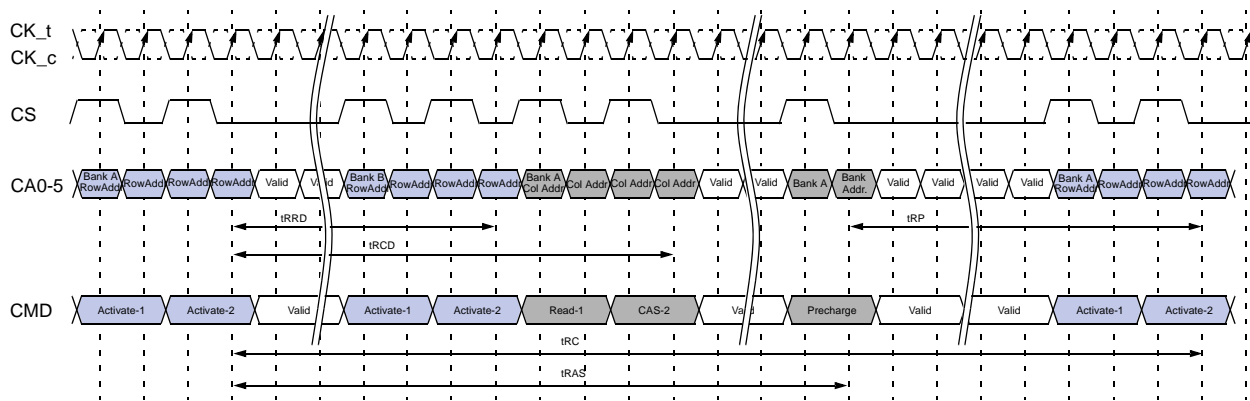 CK_t
CK_c
CS
CA0-5
Bank A
RowAddr
RowAddr
RowAddr
RowAddr
Valid
Valid
Bank B
RowAddr
RowAddr
RowAddr
RowAddr
Bank A
Col Addr
Col Addr
Col Addr
Col Addr
Valid
Valid
Bank A
Bank
Addr.
Valid
Valid
Valid
Valid
Bank A
RowAddr
RowAddr
RowAddr
RowAddr
tRRD
tRP
tRCD
CMD
Activate-1
Activate-2
Valid
Activate-1
Activate-2
Read-1
CAS-2
Valid
Precharge
Valid
Valid
Activate-1
Activate-2
tRC
tRAS